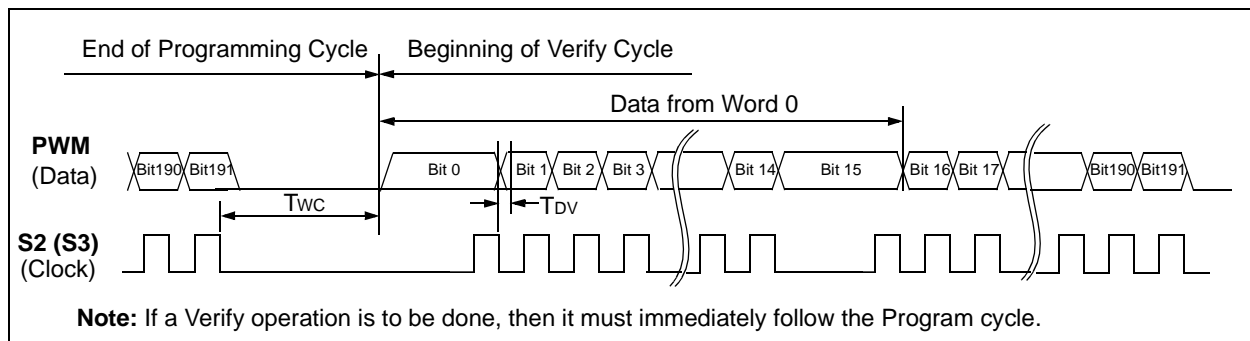 End of Programming Cycle Beginning of Verify Cycle
Data from Word 0
PWM
(Data)
Bit190 Bit191 Bit 0 Bit 1 Bit 2 Bit 3 Bit 14 Bit 15 Bit 16 Bit 17 Bit190 Bit191
TWC TDV
S2 (S3)
(Clock)
Note: If a Verify operation is to be done, then it must immediately follow the Program cycle.